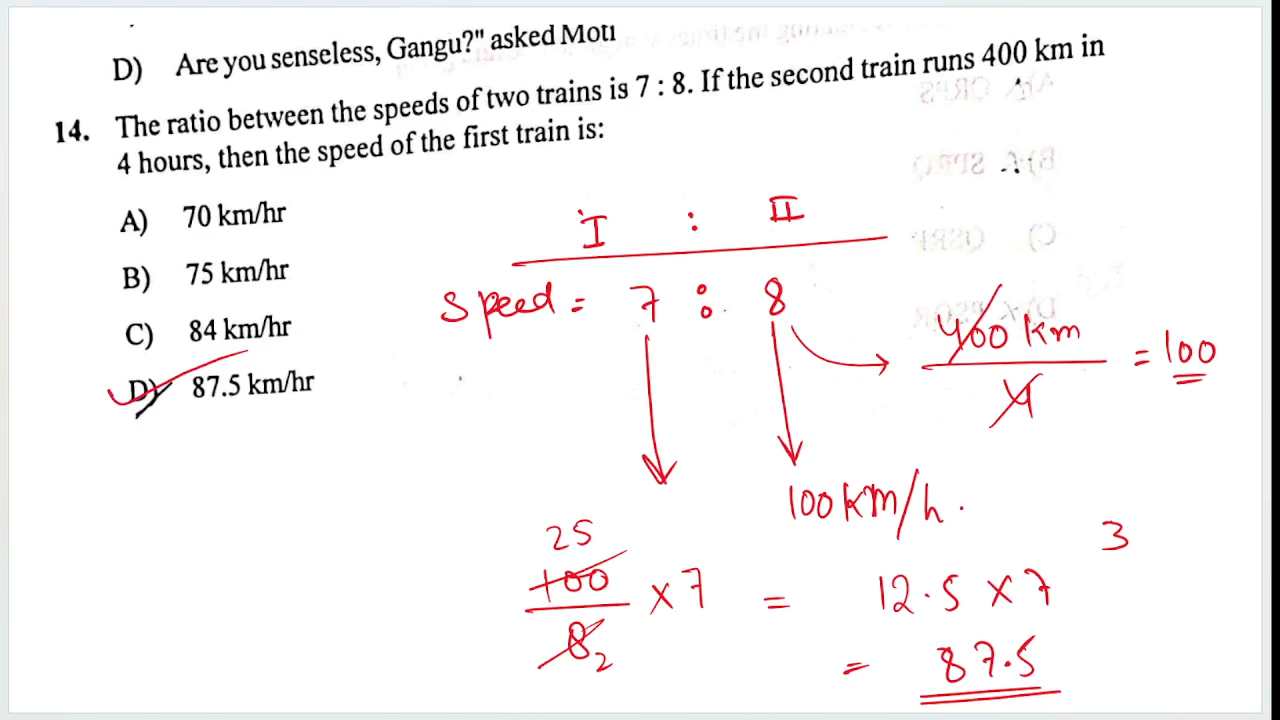 D) Are you senseless, Gangu?" asked Moti
14. The ratio between the speeds of two trains is 7 : 8. If the second train runs 400 km in
4 hours, then the speed of the first train is:
A) 70 km/hr
B) 75 km/hr
C) 84 km/hr
D) 87.5 km/hr
I : II
Speed = 7 : 8
400 km
4
= 100
100 km/h.
25
100
8 2
x 7 = 12.5 x 7
3
= 87.5